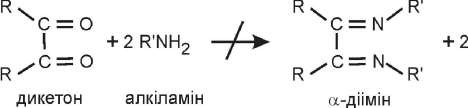 R C=O + 2 R'NH₂ R C=N R' + 2
R C=O R C=N R'
дикетон алкіламін α-діімін